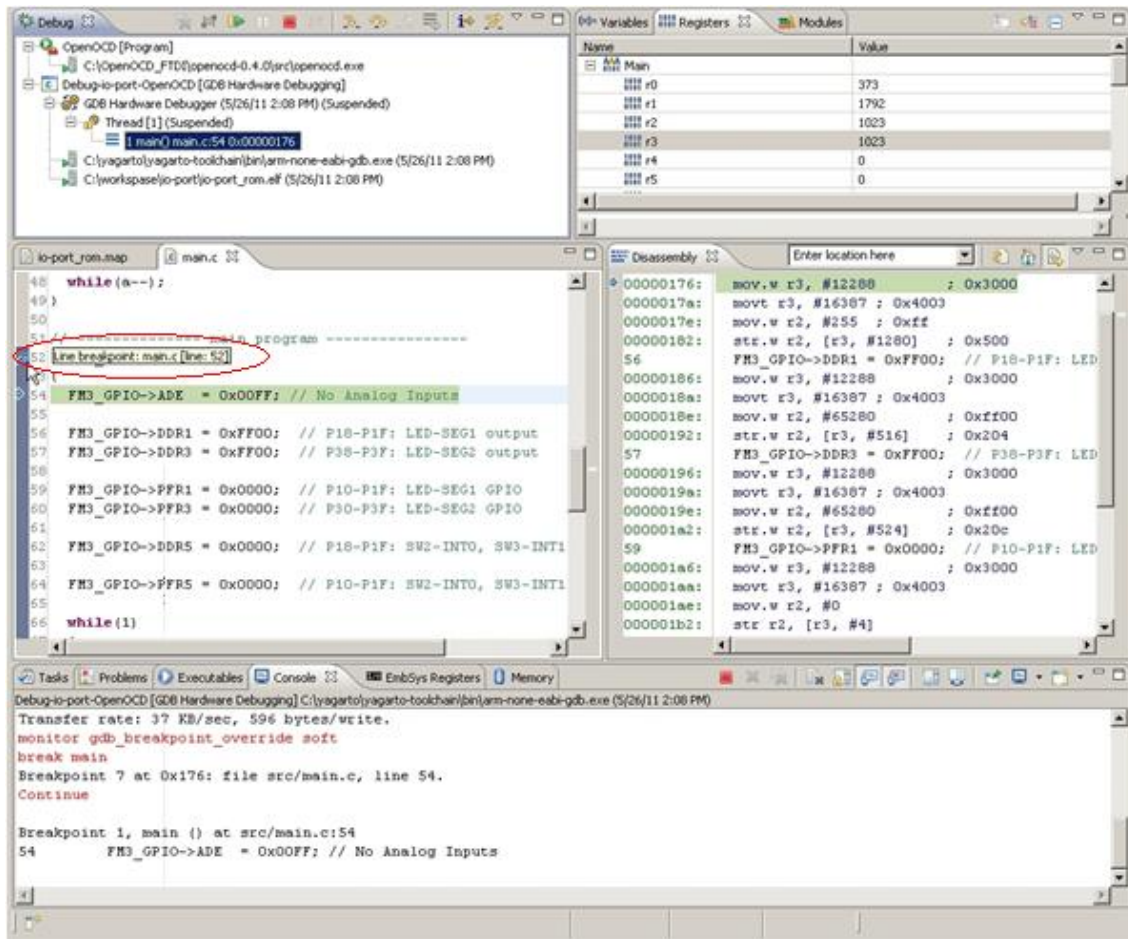 Debug
OpenOCD [Program]
C:\OpenOCD_FTDI\openocd-0.4.0\src\openocd.exe
Debug-io-port-OpenOCD [GDB Hardware Debugging]
GDB Hardware Debugger (5/26/11 2:08 PM) (Suspended)
Thread [1] (Suspended)
1 main() main.c:54 0x00000176
C:\yagarto\yagarto-toolchain\bin\arm-none-eabi-gdb.exe (5/26/11 2:08 PM)
C:\workspase\io-port\io-port_rom.elf (5/26/11 2:08 PM)
Variables Registers Modules
Name Value
Main
r0 373
r1 1792
r2 1023
r3 1023
r4 0
r5 0
io-port_rom.map main.c
48 while(a--);
49 }
50
51 // main program ----------------
52 Line breakpoint: main.c [line: 52]
{
54 FM3_GPIO->ADE = 0x00FF; // No Analog Inputs
55
56 FM3_GPIO->DDR1 = 0xFF00; // P18-P1F: LED-SEG1 output
57 FM3_GPIO->DDR3 = 0xFF00; // P38-P3F: LED-SEG2 output
58
59 FM3_GPIO->PFR1 = 0x0000; // P10-P1F: LED-SEG1 GPIO
60 FM3_GPIO->PFR3 = 0x0000; // P30-P3F: LED-SEG2 GPIO
61
62 FM3_GPIO->DDR5 = 0x0000; // P18-P1F: SW2-INT0, SW3-INT1
63
64 FM3_GPIO->PFR5 = 0x0000; // P10-P1F: SW2-INT0, SW3-INT1
65
66 while(1)
Disassembly Enter location here
00000176: mov.w r3, #12288 ; 0x3000
0000017a: movt r3, #16387 ; 0x4003
0000017e: mov.w r2, #255 ; 0xff
00000182: str.w r2, [r3, #1280] ; 0x500
56 FM3_GPIO->DDR1 = 0xFF00; // P18-P1F: LED
00000186: mov.w r3, #12288 ; 0x3000
0000018a: movt r3, #16387 ; 0x4003
0000018e: mov.w r2, #65280 ; 0xff00
00000192: str.w r2, [r3, #516] ; 0x204
57 FM3_GPIO->DDR3 = 0xFF00; // P38-P3F: LED
00000196: mov.w r3, #12288 ; 0x3000
0000019a: movt r3, #16387 ; 0x4003
0000019e: mov.w r2, #65280 ; 0xff00
000001a2: str.w r2, [r3, #524] ; 0x20c
59 FM3_GPIO->PFR1 = 0x0000; // P10-P1F: LED
000001a6: mov.w r3, #12288 ; 0x3000
000001aa: movt r3, #16387 ; 0x4003
000001ae: mov.w r2, #0
000001b2: str r2, [r3, #4]
Tasks Problems Executables Console EmbSys Registers Memory
Debug-io-port-OpenOCD [GDB Hardware Debugging] C:\yagarto\yagarto-toolchain\bin\arm-none-eabi-gdb.exe (5/26/11 2:08 PM)
Transfer rate: 37 KB/sec, 596 bytes/write.
monitor gdb_breakpoint_override soft
break main
Breakpoint 7 at 0x176: file src/main.c, line 54.
Continue
Breakpoint 1, main () at src/main.c:54
54 FM3_GPIO->ADE = 0x00FF; // No Analog Inputs